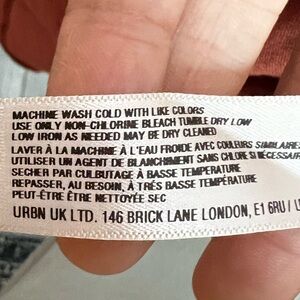 MACHINE WASH COLD WITH LIKE COLORS
USE ONLY NON-CHLORINE BLEACH TUMBLE DRY LOW
LOW IRON AS NEEDED MAY BE DRY CLEANED
LAVER À LA MACHINE À L'EAU FROIDE AVEC COULEURS SIMILAIRES
UTILISER UN AGENT DE BLANCHIMENT SANS CHLORE SI NÉCESSAIRE
SECHER PAR CULBUTAGE À BASSE TEMPÉRATURE
REPASSER, AU BESOIN, À TRÉS BASSE TEMPÉRATURE
PEUT-ÊTRE ÊTRE NETTOYÉE SEC
URBN UK LTD. 146 BRICK LANE LONDON, E1 6RU /